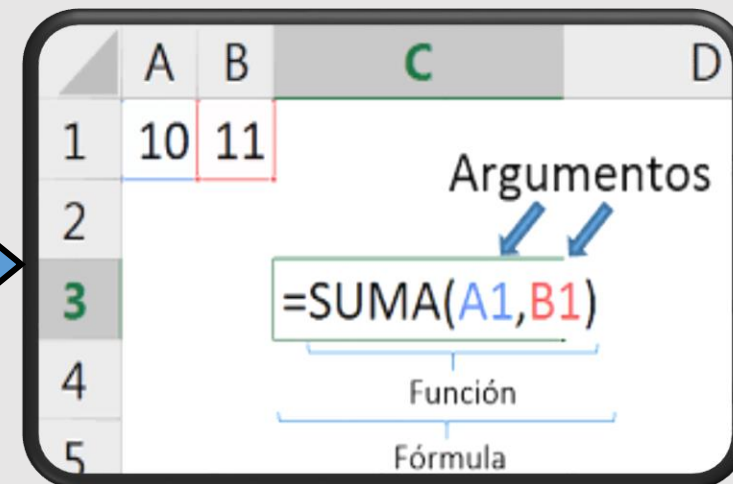 A B C D
1 10 11
Argumentos
2
3 =SUMA(A1,B1)
4 Función
5 Fórmula